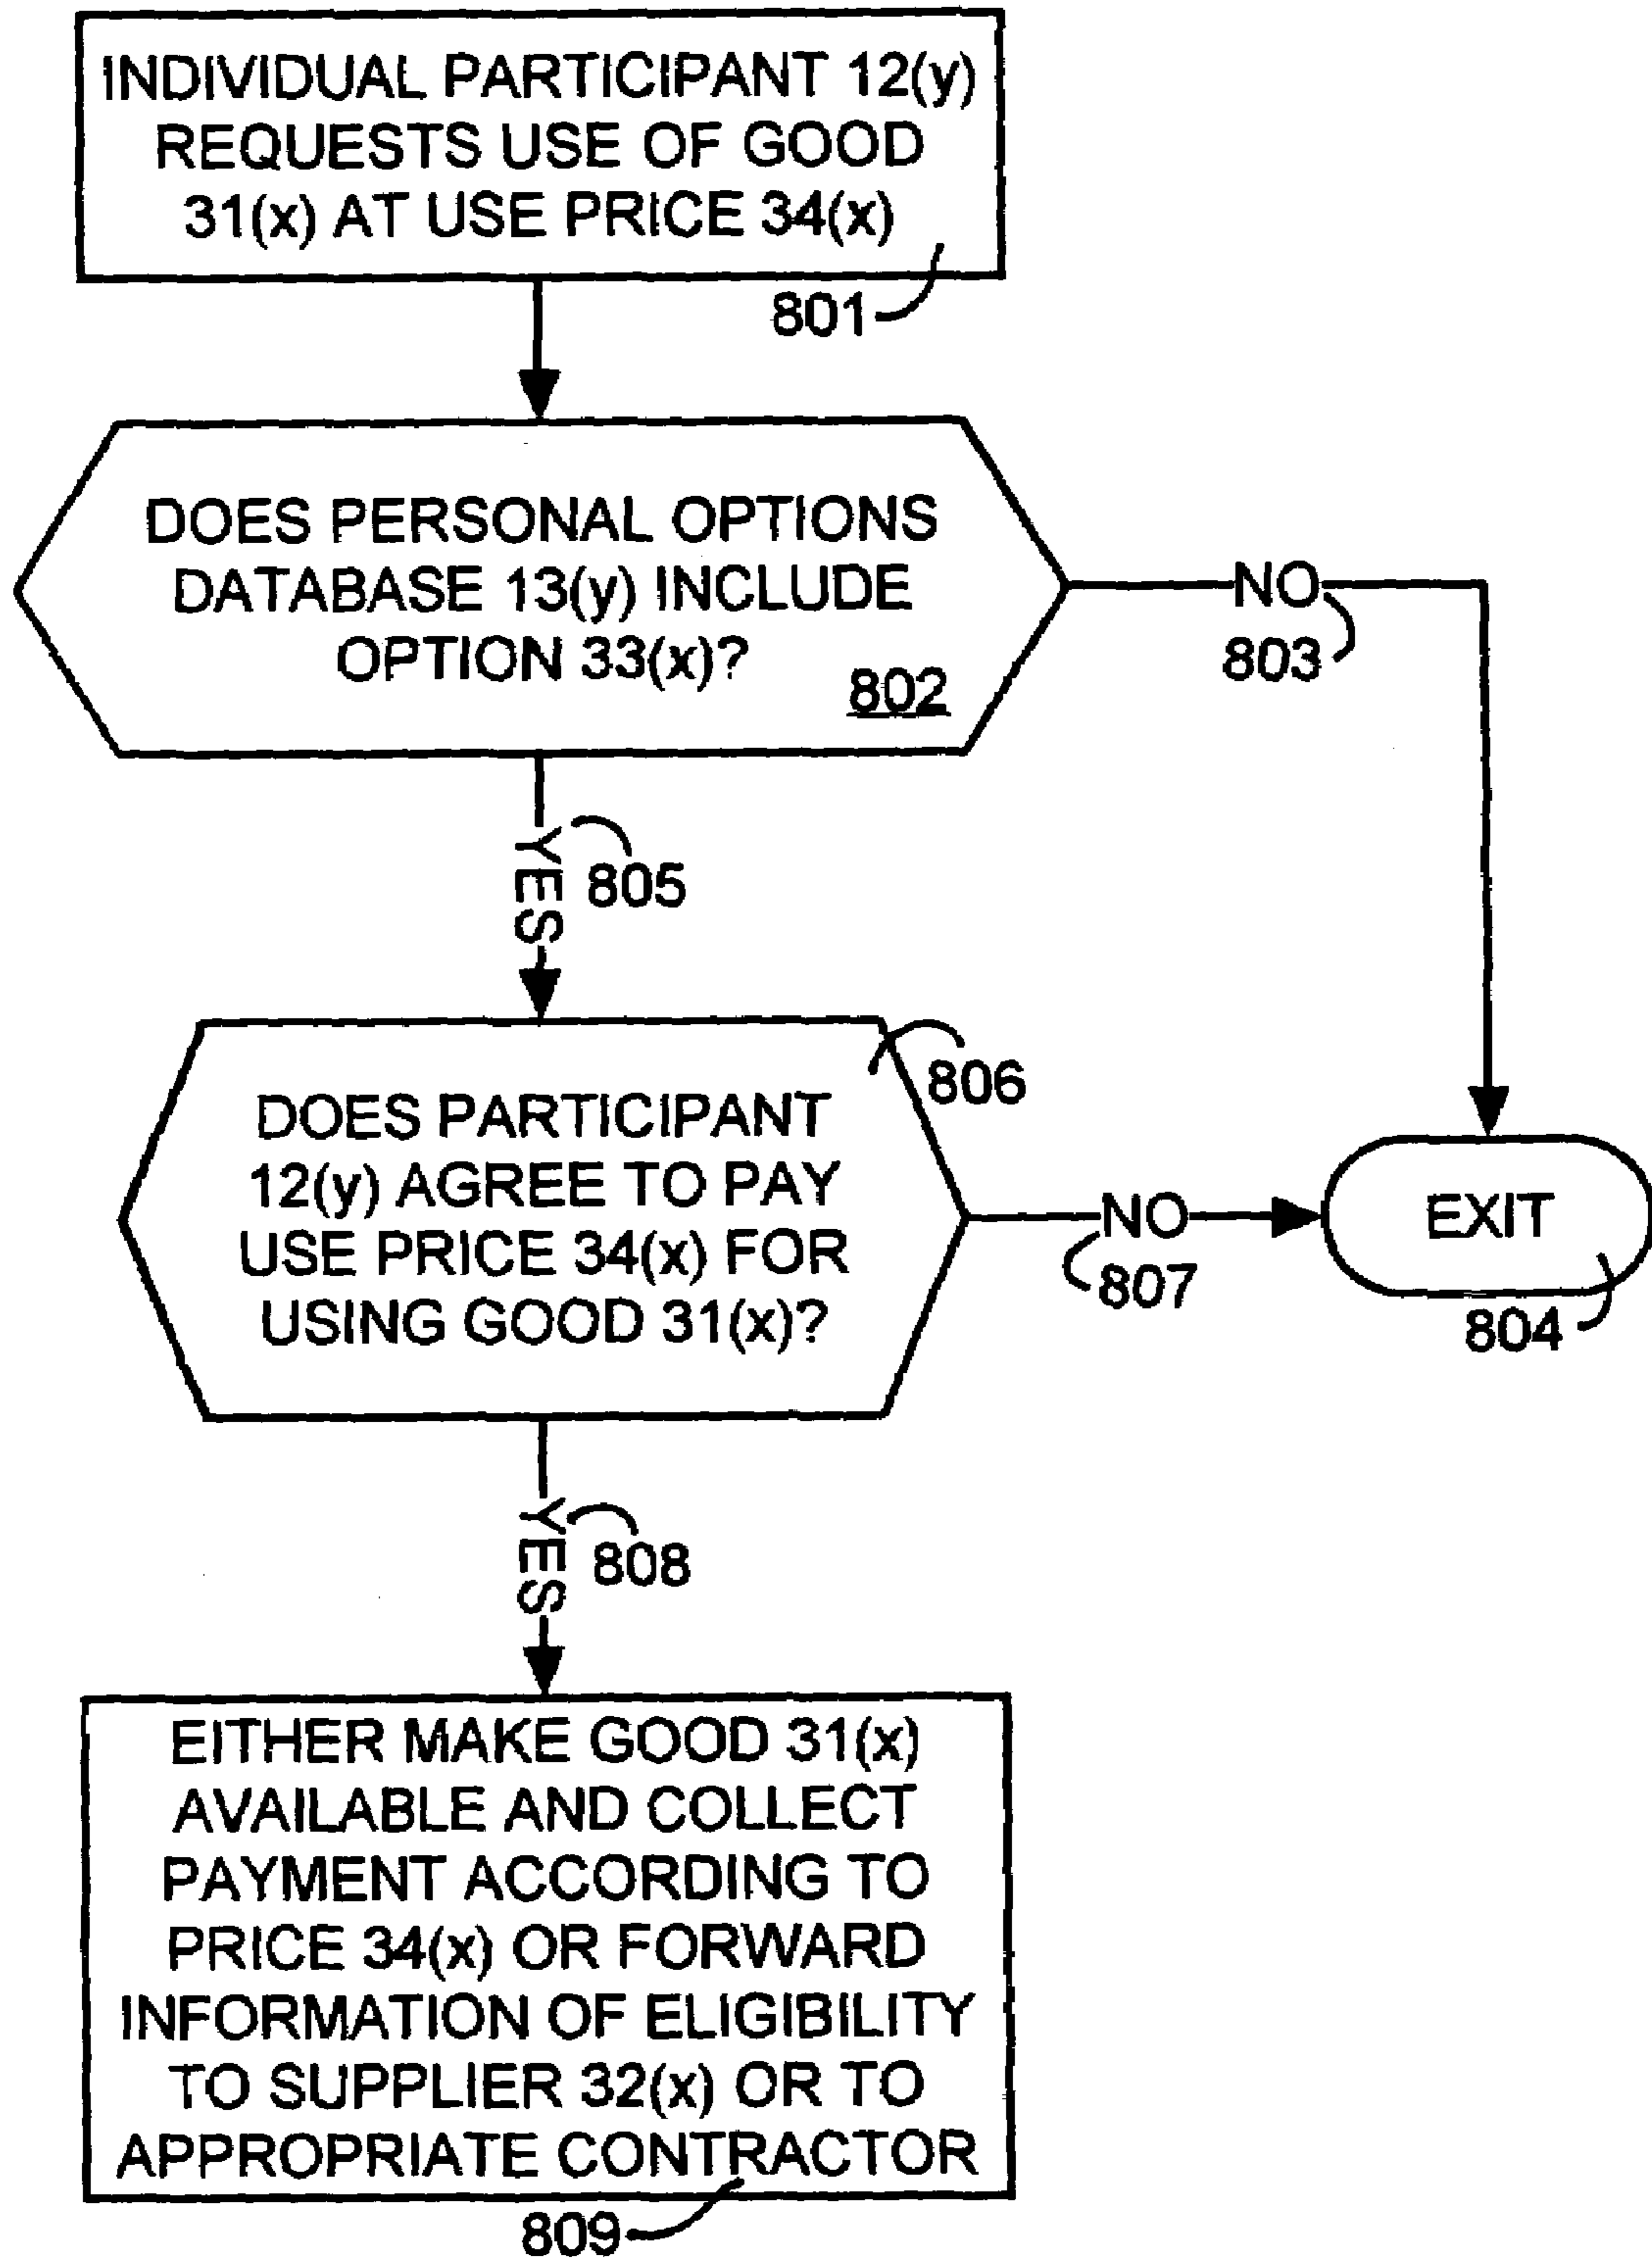 INDIVIDUAL PARTICIPANT 12(y)
REQUESTS USE OF GOOD
31(x) AT USE PRICE 34(x)
801
DOES PERSONAL OPTIONS
DATABASE 13(y) INCLUDE
OPTION 33(x)?
802
NO
803
YES
805
DOES PARTICIPANT
12(y) AGREE TO PAY
USE PRICE 34(x) FOR
USING GOOD 31(x)?
806
NO
807
EXIT
804
YES
808
EITHER MAKE GOOD 31(x)
AVAILABLE AND COLLECT
PAYMENT ACCORDING TO
PRICE 34(x) OR FORWARD
INFORMATION OF ELIGIBILITY
TO SUPPLIER 32(x) OR TO
APPROPRIATE CONTRACTOR
809